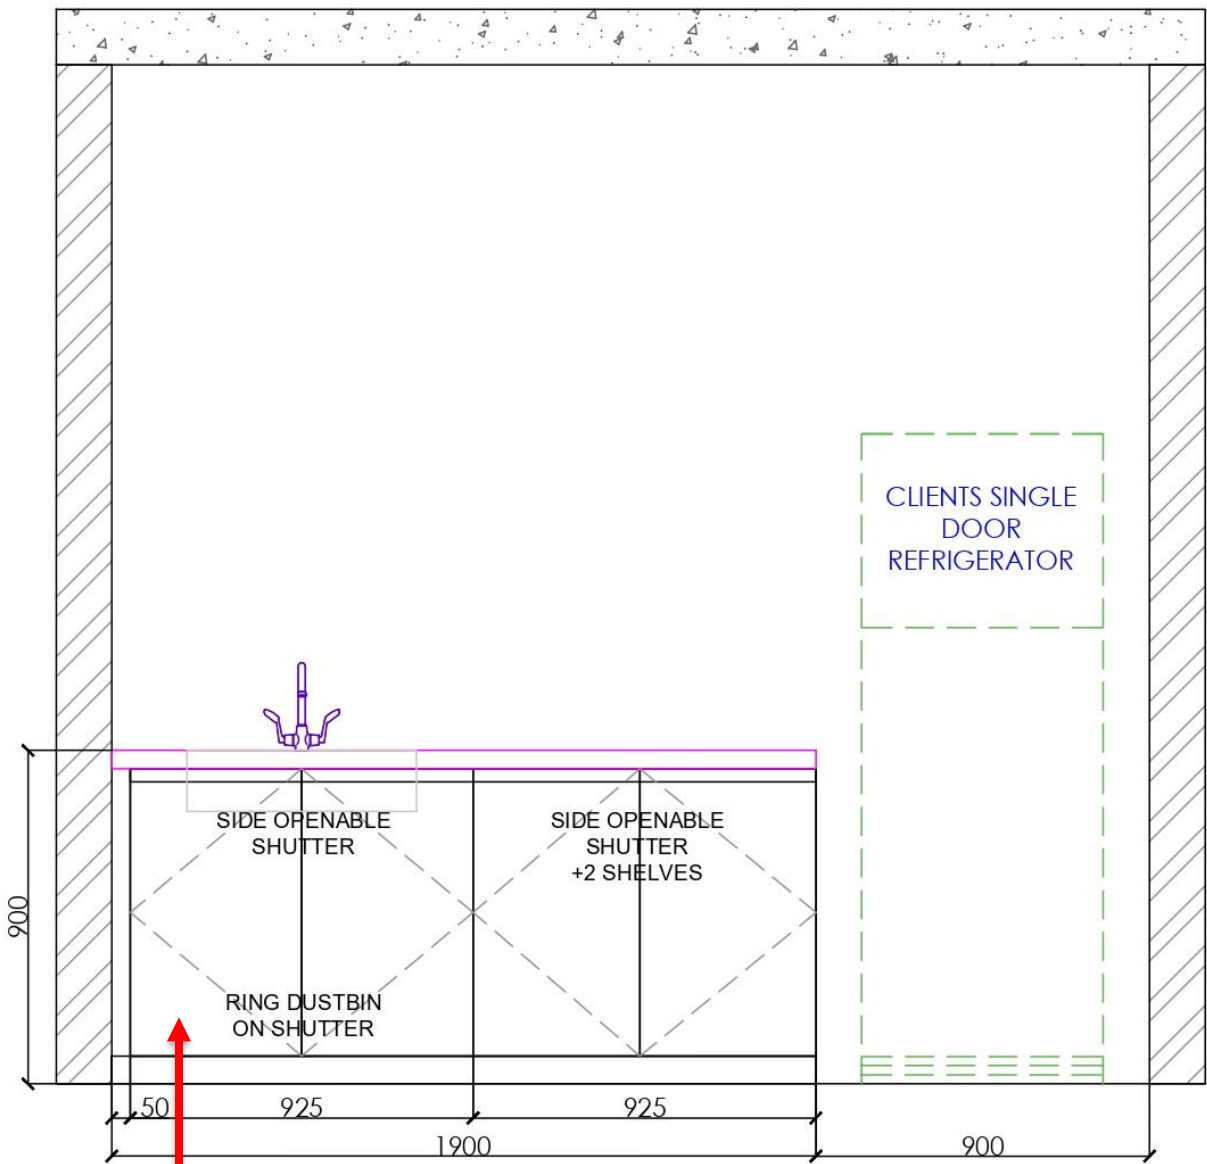 CLIENTS SINGLE
DOOR
REFRIGERATOR
SIDE OPENABLE
SHUTTER
SIDE OPENABLE
SHUTTER
+2 SHELVES
900
RING DUSTBIN
ON SHUTTER
50
925
925
1900
900